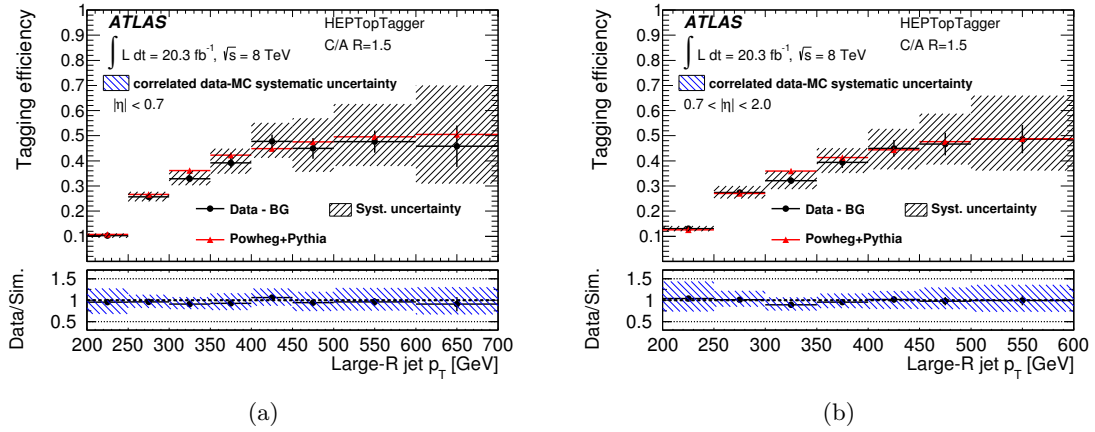 ATLAS
HEPTopTagger
∫ L dt = 20.3 fb⁻¹, √s = 8 TeV
C/A R=1.5
correlated data-MC systematic uncertainty
|η| < 0.7
Data - BG
Syst. uncertainty
Powheg+Pythia
Tagging efficiency
1
0.9
0.8
0.7
0.6
0.5
0.4
0.3
0.2
0.1
Data/Sim.
1.5
1
0.5
200 250 300 350 400 450 500 550 600 650 700
Large-R jet p_T [GeV]
(a)
ATLAS
HEPTopTagger
∫ L dt = 20.3 fb⁻¹, √s = 8 TeV
C/A R=1.5
correlated data-MC systematic uncertainty
0.7 < |η| < 2.0
Data - BG
Syst. uncertainty
Powheg+Pythia
Tagging efficiency
1
0.9
0.8
0.7
0.6
0.5
0.4
0.3
0.2
0.1
Data/Sim.
1.5
1
0.5
200 250 300 350 400 450 500 550 600
Large-R jet p_T [GeV]
(b)